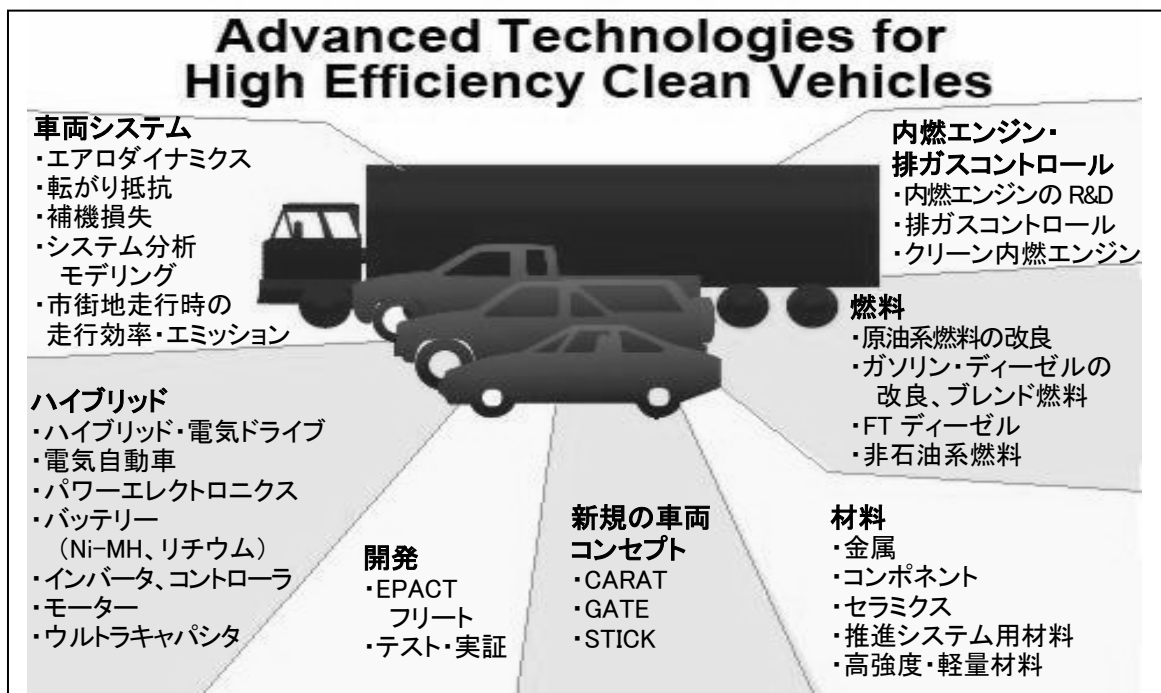 Advanced Technologies for
High Efficiency Clean Vehicles
車両システム
・エアロダイナミクス
・転がり抵抗
・補機損失
・システム分析
モデリング
・市街地走行時の
走行効率・エミッション
内燃エンジン・
排ガスコントロール
・内燃エンジンの R&D
・排ガスコントロール
・クリーン内燃エンジン
燃料
・原油系燃料の改良
・ガソリン・ディーゼルの
改良、ブレンド燃料
・FT ディーゼル
・非石油系燃料
ハイブリッド
・ハイブリッド・電気ドライブ
・電気自動車
・パワーエレクトロニクス
・バッテリー
（Ni-MH、リチウム）
・インバータ、コントローラ
・モーター
・ウルトラキャパシタ
開発
・EPACT
フリート
・テスト・実証
新規の車両
コンセプト
・CARAT
・GATE
・STICK
材料
・金属
・コンポネント
・セラミクス
・推進システム用材料
・高強度・軽量材料